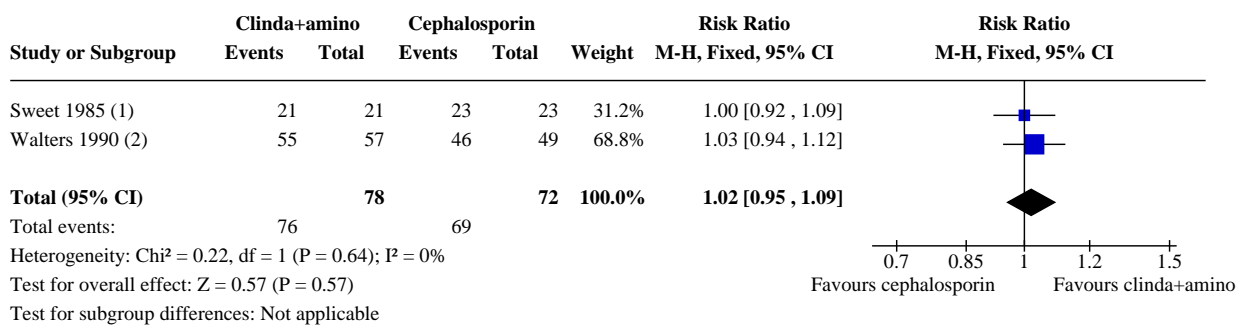 Clinda+amino Cephalosporin Risk Ratio Risk Ratio
Study or Subgroup Events Total Events Total Weight M-H, Fixed, 95% CI M-H, Fixed, 95% CI
Sweet 1985 (1) 21 21 23 23 31.2% 1.00 [0.92 , 1.09]
Walters 1990 (2) 55 57 46 49 68.8% 1.03 [0.94 , 1.12]
Total (95% CI) 78 72 100.0% 1.02 [0.95 , 1.09]
Total events: 76 69
Heterogeneity: Chi² = 0.22, df = 1 (P = 0.64); I² = 0%
Test for overall effect: Z = 0.57 (P = 0.57)
Test for subgroup differences: Not applicable
0.7 0.85 1 1.2 1.5
Favours cephalosporin Favours clinda+amino